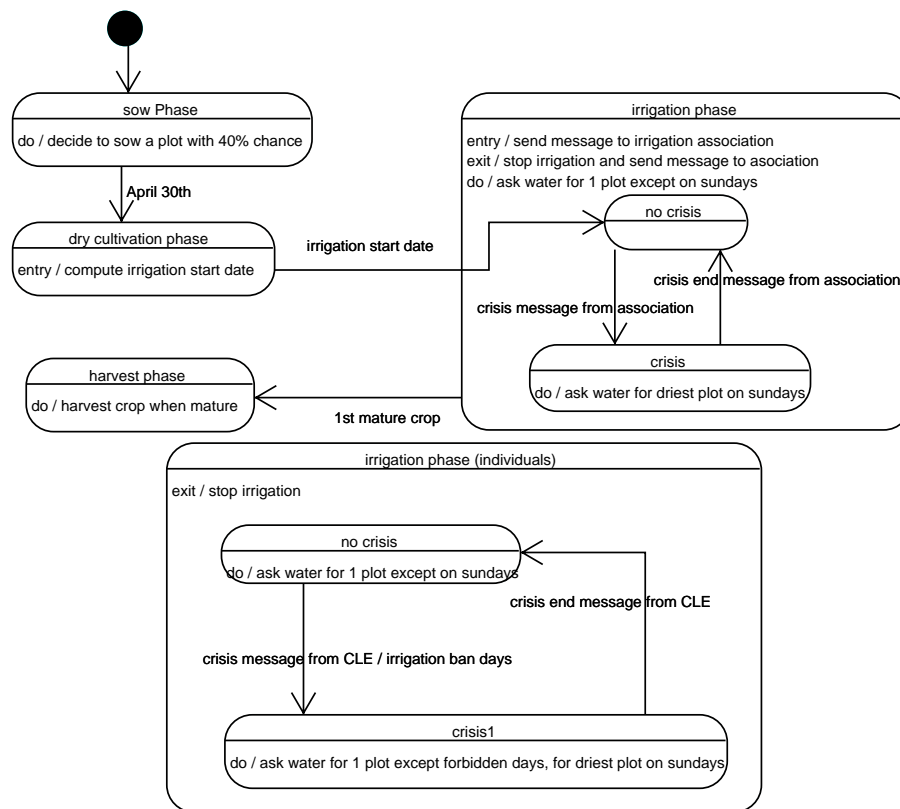 sow Phase
do / decide to sow a plot with 40% chance
April 30th
dry cultivation phase
entry / compute irrigation start date
irrigation start date
irrigation phase
entry / send message to irrigation association
exit / stop irrigation and send message to asociation
do / ask water for 1 plot except on sundays
no crisis
crisis end message from association
crisis message from association
crisis
do / ask water for driest plot on sundays
harvest phase
do / harvest crop when mature
1st mature crop
irrigation phase (individuals)
exit / stop irrigation
no crisis
do / ask water for 1 plot except on sundays
crisis end message from CLE
crisis message from CLE / irrigation ban days
crisis1
do / ask water for 1 plot except forbidden days, for driest plot on sundays